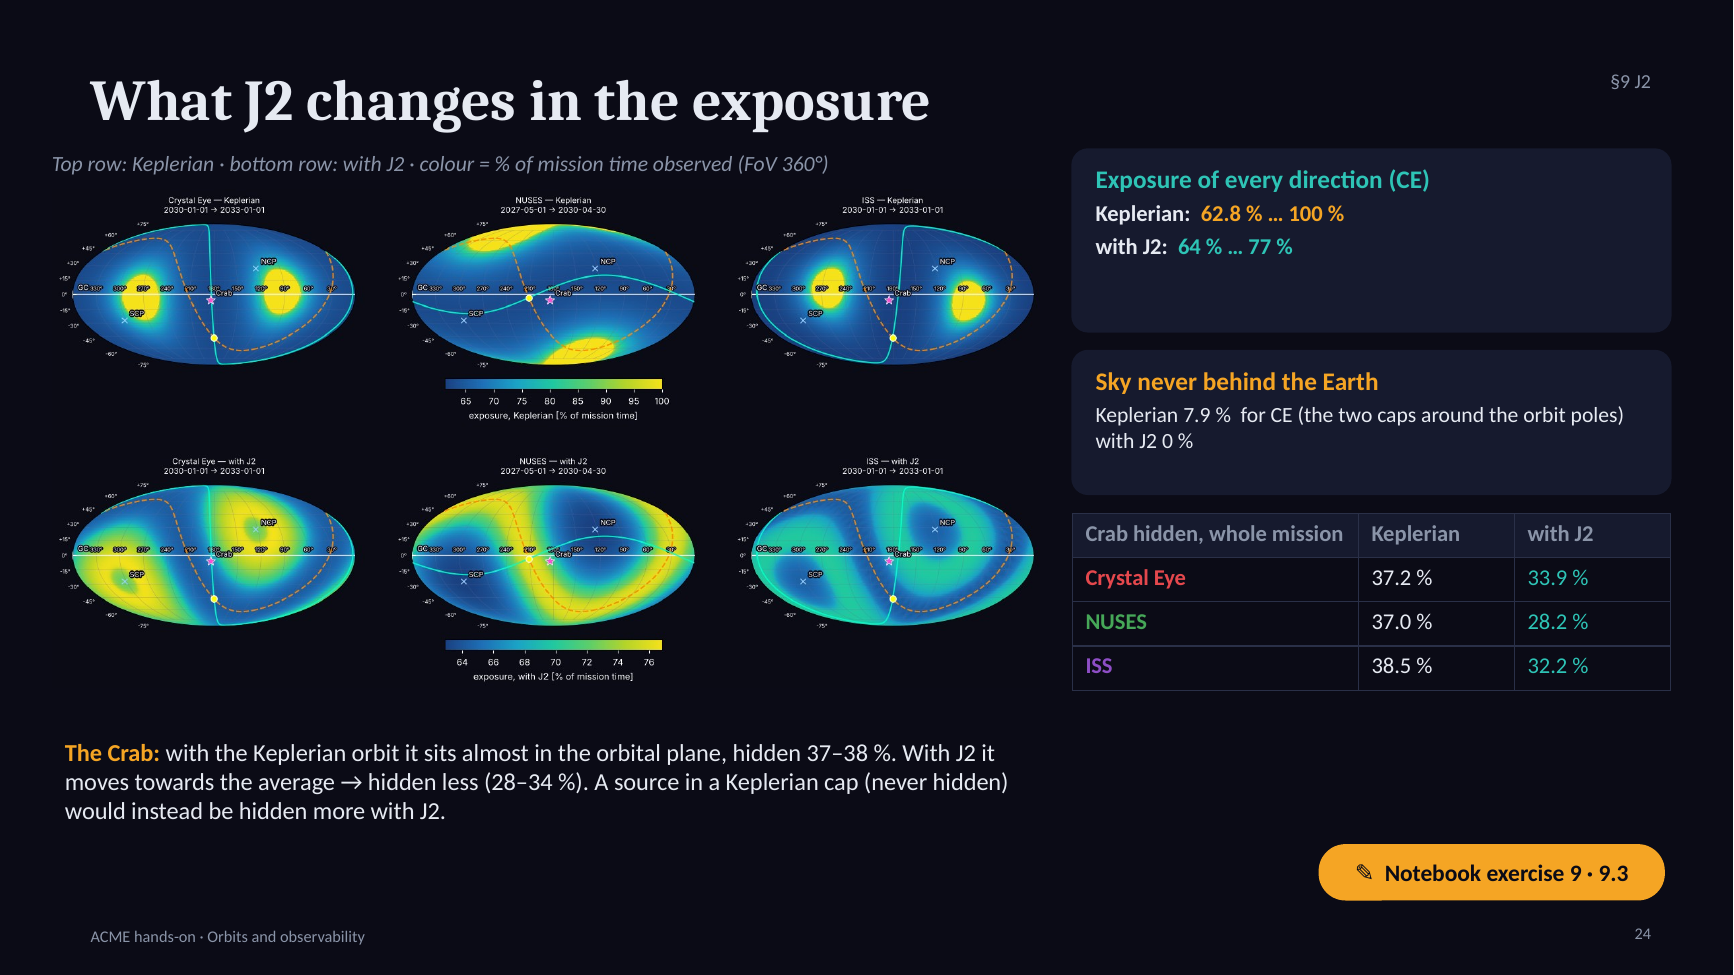 What J2 changes in the exposure
§9 J2
Top row: Keplerian · bottom row: with J2 · colour = % of mission time observed (FoV 360°)
Crystal Eye — Keplerian
2030-01-01 → 2033-01-01
NUSES — Keplerian
2027-05-01 → 2030-04-30
ISS — Keplerian
2030-01-01 → 2033-01-01
NCP
SCP
GC
Crab
65 70 75 80 85 90 95 100
exposure, Keplerian [% of mission time]
Crystal Eye — with J2
2030-01-01 → 2033-01-01
NUSES — with J2
2027-05-01 → 2030-04-30
ISS — with J2
2030-01-01 → 2033-01-01
NCP
SCP
GC
Crab
64 66 68 70 72 74 76
exposure, with J2 [% of mission time]
The Crab: with the Keplerian orbit it sits almost in the orbital plane, hidden 37–38 %. With J2 it
moves towards the average → hidden less (28–34 %). A source in a Keplerian cap (never hidden)
would instead be hidden more with J2.
Exposure of every direction (CE)
Keplerian: 62.8 % ... 100 %
with J2: 64 % ... 77 %
Sky never behind the Earth
Keplerian 7.9 % for CE (the two caps around the orbit poles)
with J2 0 %
Crab hidden, whole mission Keplerian with J2
Crystal Eye 37.2 % 33.9 %
NUSES 37.0 % 28.2 %
ISS 38.5 % 32.2 %
✎ Notebook exercise 9 · 9.3
ACME hands-on · Orbits and observability
24